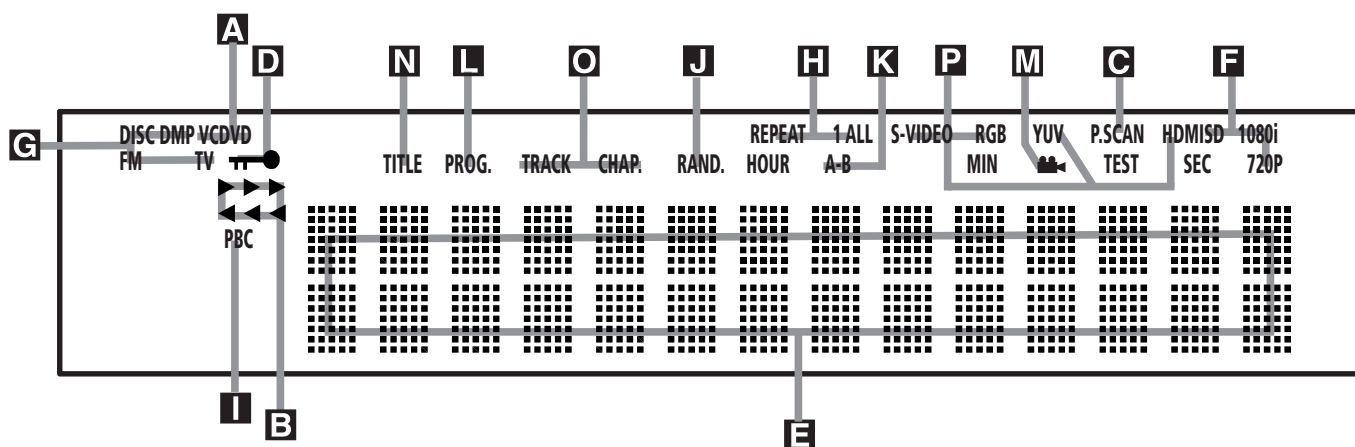 A
D N L O J H K P M C F
G
DISC DMP VCDVD REPEAT 1 ALL S-VIDEO RGB YUV P.SCAN HDMISD 1080i
FM TV TITLE PROG. TRACK CHAP. RAND. HOUR A-B MIN TEST SEC 720P
PBC
I B E